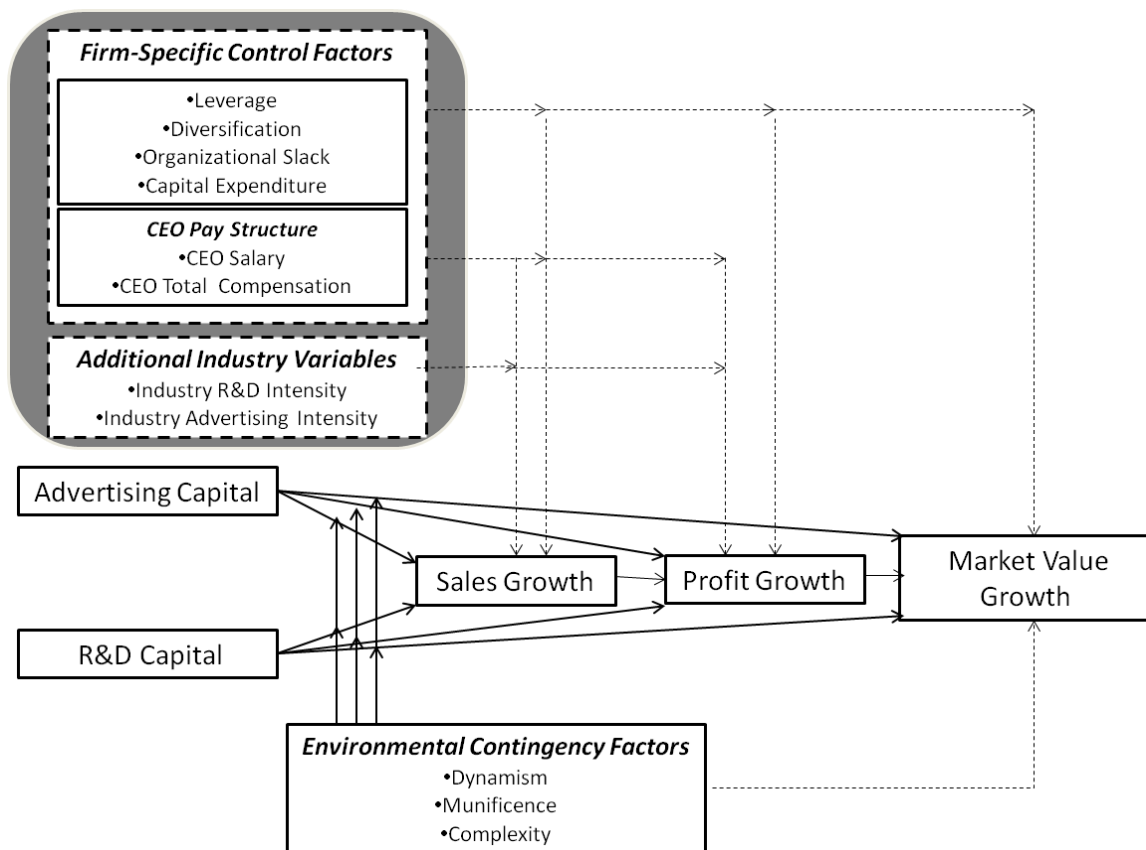 Firm-Specific Control Factors
•Leverage
•Diversification
•Organizational Slack
•Capital Expenditure
CEO Pay Structure
•CEO Salary
•CEO Total Compensation
Additional Industry Variables
•Industry R&D Intensity
•Industry Advertising Intensity
Advertising Capital
Sales Growth
Profit Growth
Market Value
Growth
R&D Capital
Environmental Contingency Factors
•Dynamism
•Munificence
•Complexity